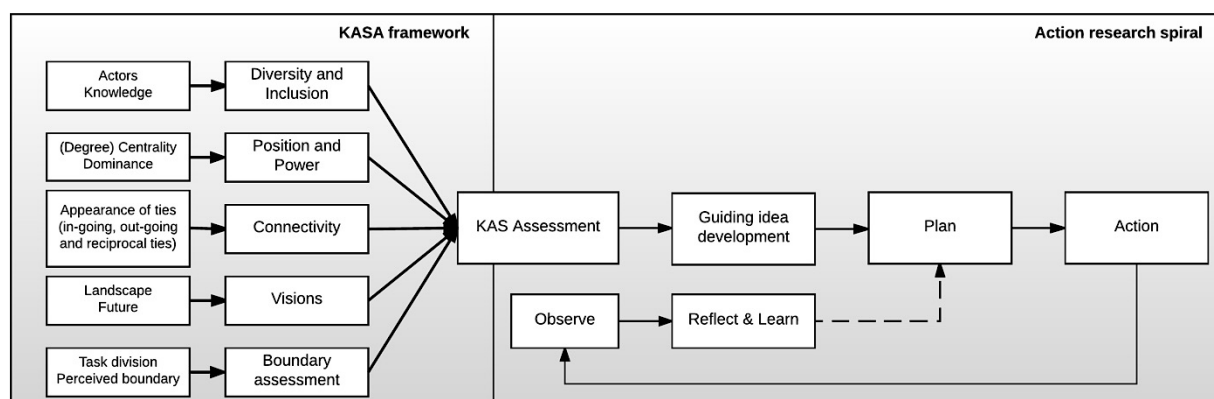 KASA framework
Action research spiral
Actors
Knowledge
Diversity and
Inclusion
(Degree) Centrality
Dominance
Position and
Power
Appearance of ties
(in-going, out-going
and reciprocal ties)
Connectivity
KAS Assessment
Guiding idea
development
Plan
Action
Landscape
Future
Visions
Observe
Reflect & Learn
Task division
Perceived boundary
Boundary
assessment